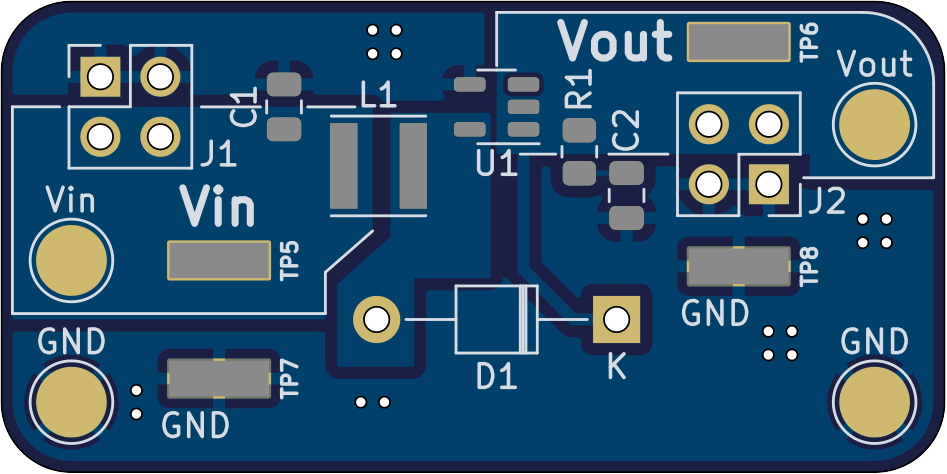 Vout
TP6
Vout
R1
C1
L1
C2
J1
U1
Vin
Vin
J2
TP5
TP8
GND
GND
GND
K
D1
TP7
GND